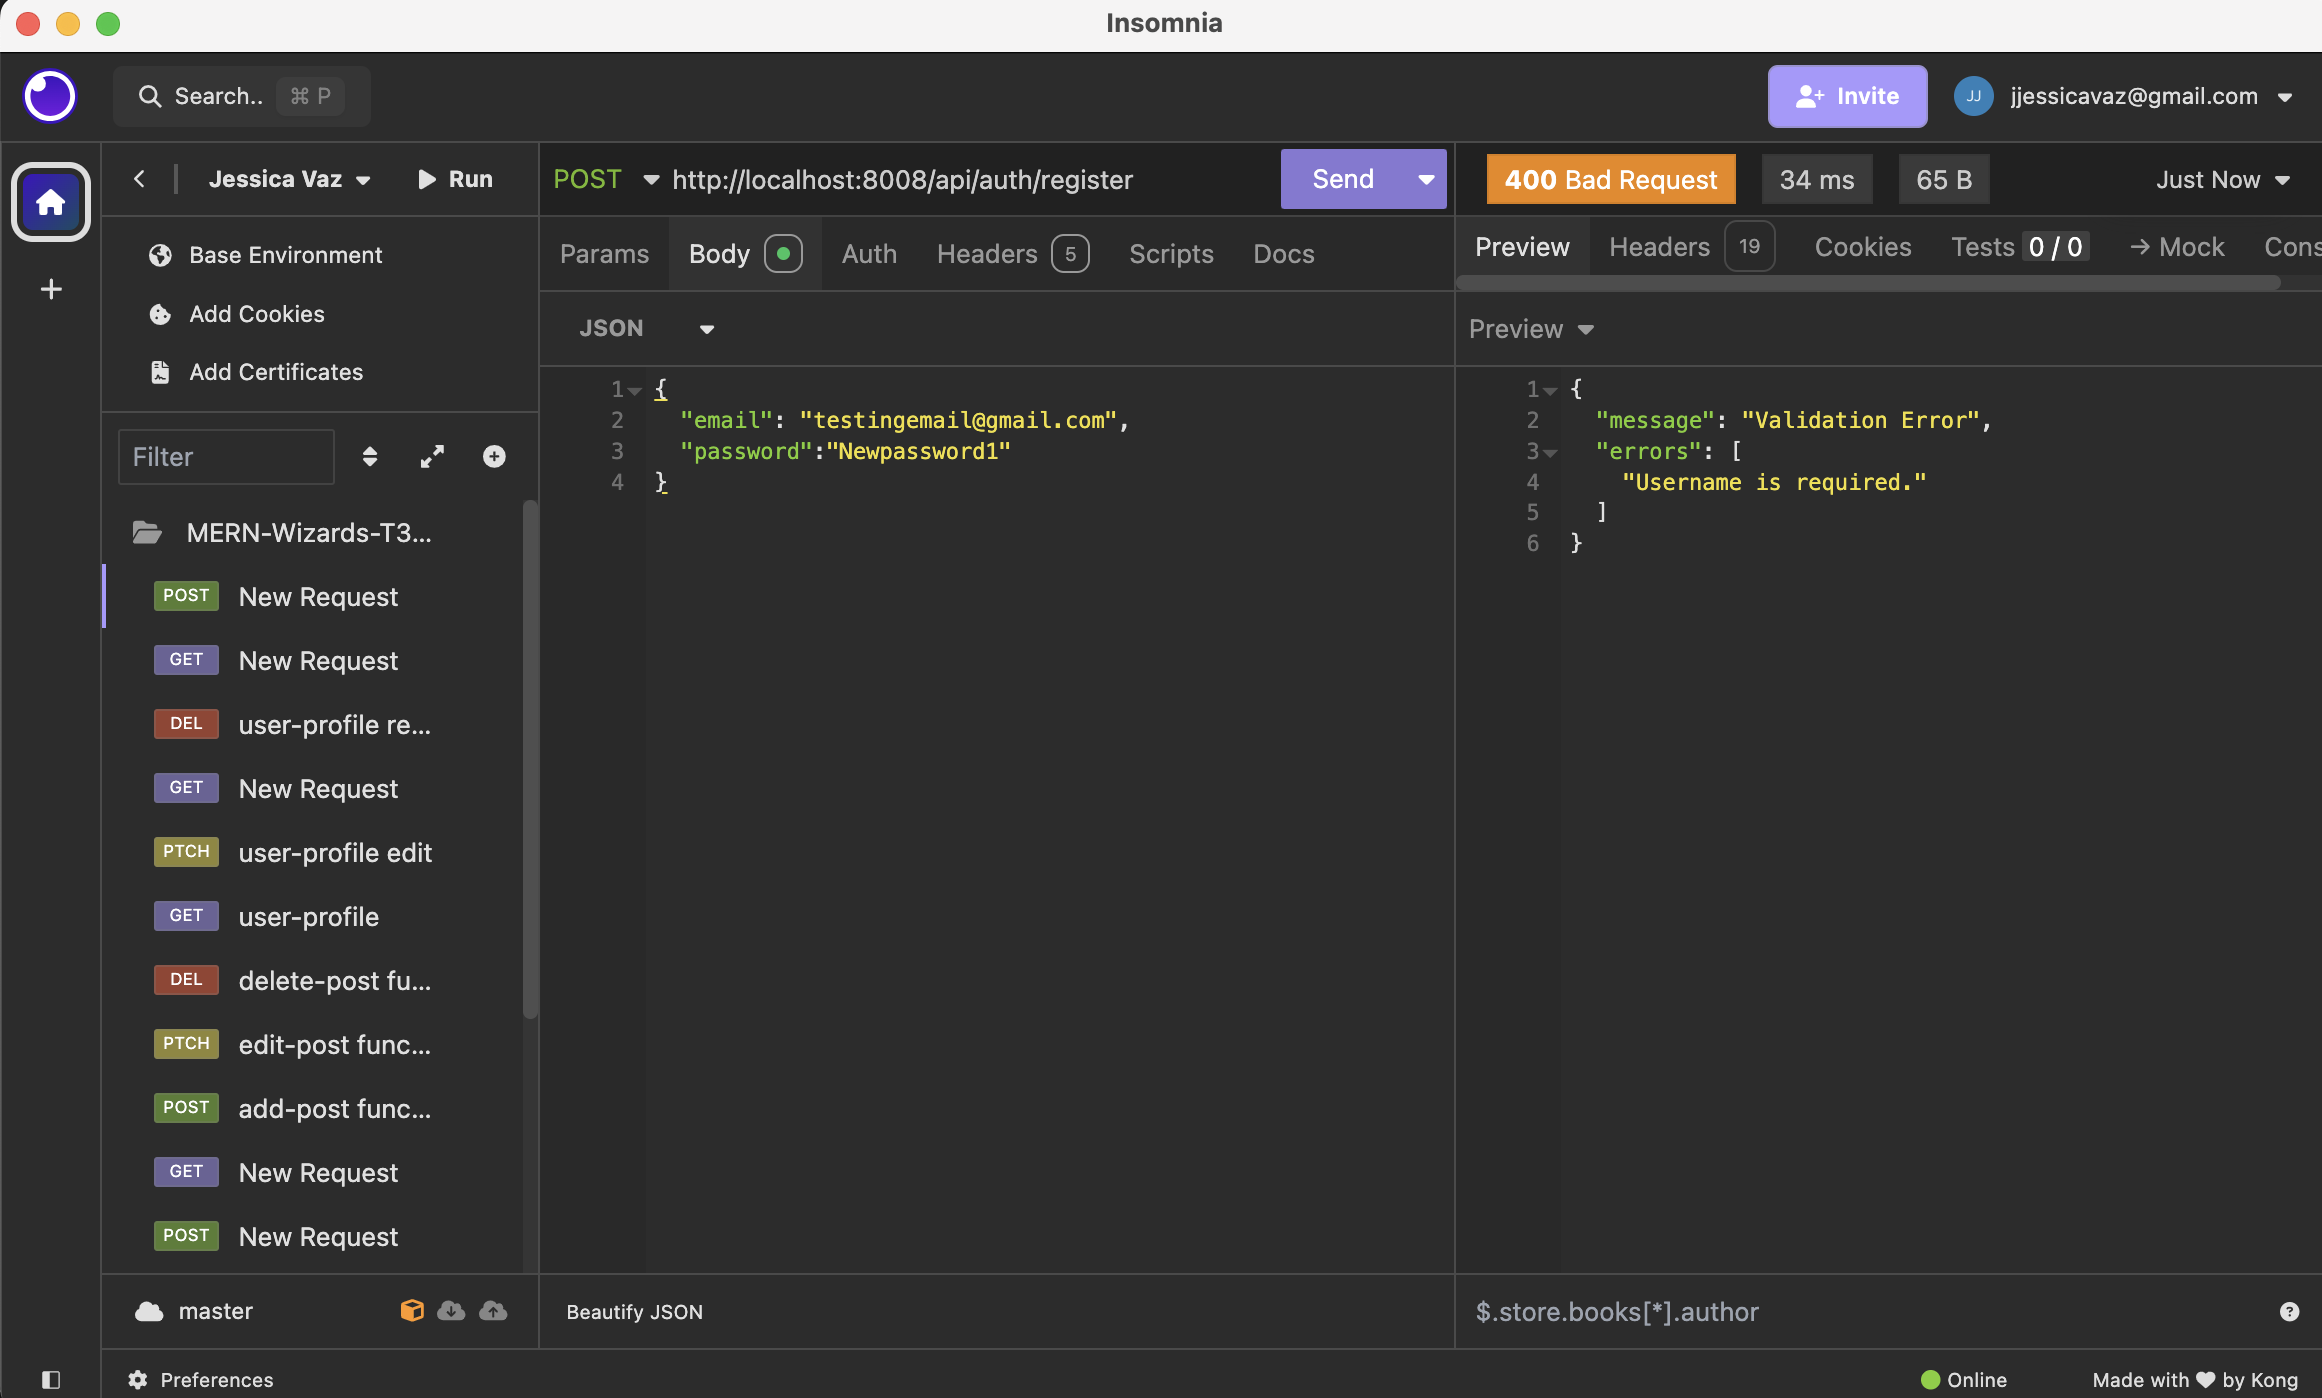 Insomnia
Search.. ⌘ P
Invite
JJ jjessicavaz@gmail.com
Jessica Vaz
Run
Base Environment
Add Cookies
Add Certificates
Filter
MERN-Wizards-T3...
POST New Request
GET New Request
DEL user-profile re...
GET New Request
PTCH user-profile edit
GET user-profile
DEL delete-post fu...
PTCH edit-post func...
POST add-post func...
GET New Request
POST New Request
master
Preferences
POST http://localhost:8008/api/auth/register
Send
Params Body Auth Headers 5 Scripts Docs
JSON
1 {
2 "email": "testingemail@gmail.com",
3 "password":"Newpassword1"
4 }
Beautify JSON
400 Bad Request 34 ms 65 B Just Now
Preview Headers 19 Cookies Tests 0 / 0 → Mock Cons
Preview
1 {
2 "message": "Validation Error",
3 "errors": [
4 "Username is required."
5 ]
6 }
$.store.books[*].author
Online
Made with ♥ by Kong